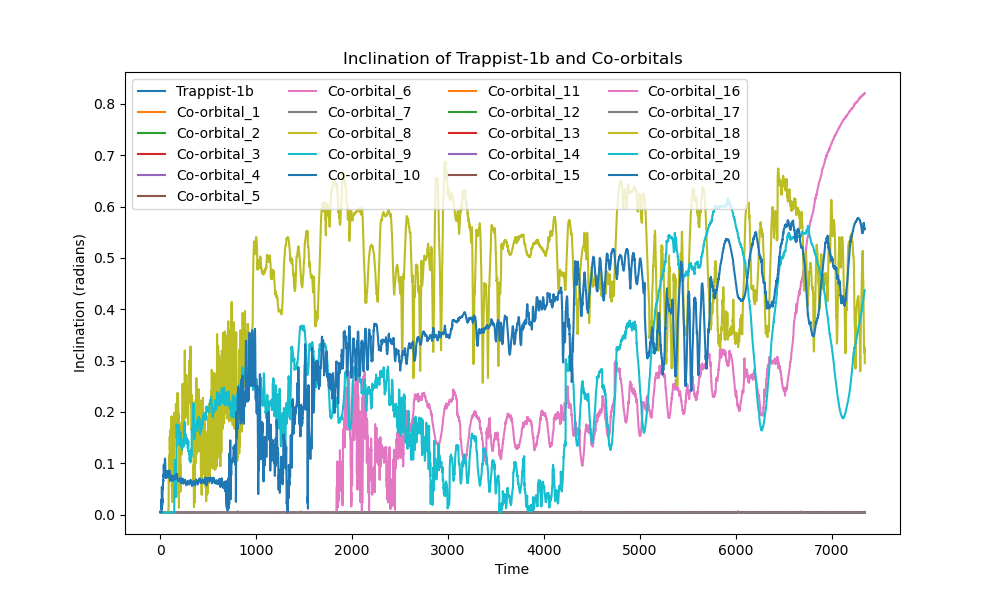 Inclination of Trappist-1b and Co-orbitals
Trappist-1b
Co-orbital_1
Co-orbital_2
Co-orbital_3
Co-orbital_4
Co-orbital_5
Co-orbital_6
Co-orbital_7
Co-orbital_8
Co-orbital_9
Co-orbital_10
Co-orbital_11
Co-orbital_12
Co-orbital_13
Co-orbital_14
Co-orbital_15
Co-orbital_16
Co-orbital_17
Co-orbital_18
Co-orbital_19
Co-orbital_20
Inclination (radians)
0.8
0.7
0.6
0.5
0.4
0.3
0.2
0.1
0.0
0 1000 2000 3000 4000 5000 6000 7000
Time